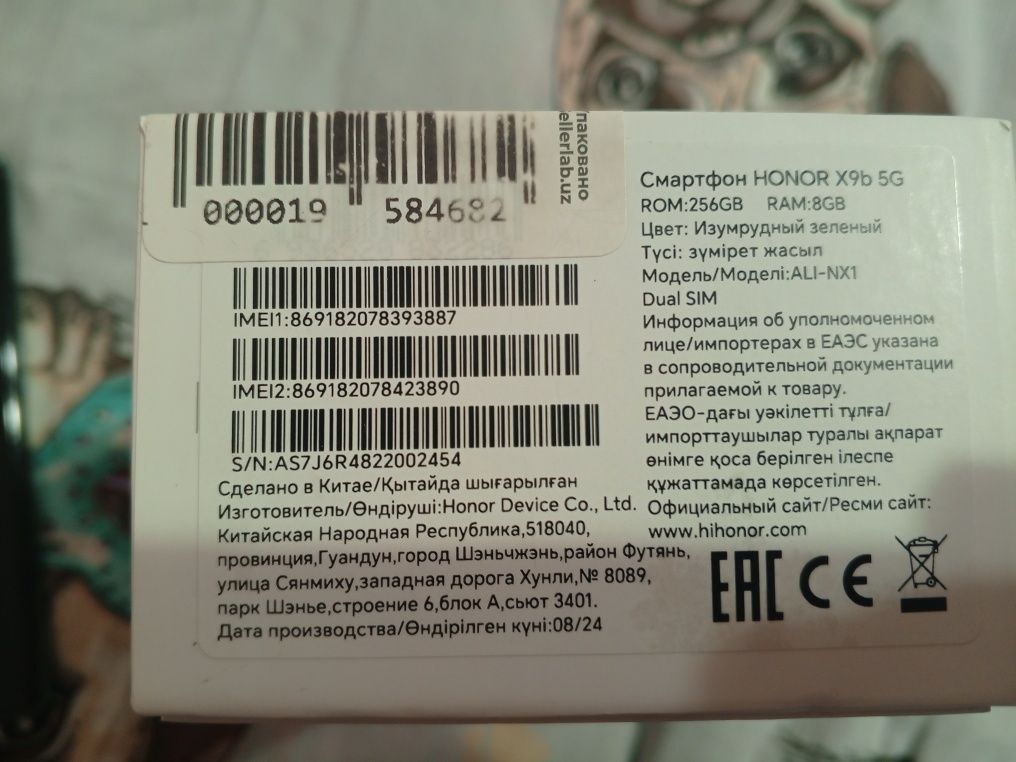 000019 584682
паковано
ellerlab.uz
IMEI1:869182078393887
IMEI2:869182078423890
S/N:AS7J6R4822002454
Сделано в Китае/Қытайда шығарылған
Изготовитель/Өндіруші:Honor Device Co., Ltd.
Китайская Народная Республика,518040,
провинция,Гуандун,город Шэньчжэнь,район Футянь,
улица Сянмиху,западная дорога Хунли,№ 8089,
парк Шэнье,строение 6,блок А,сьют 3401.
Дата производства/Өндірілген күні:08/24
Смартфон HONOR X9b 5G
ROM:256GB RAM:8GB
Цвет: Изумрудный зеленый
Түсі: зүмірет жасыл
Модель/Моделі:ALI-NX1
Dual SIM
Информация об уполномоченном
лице/импортерах в ЕАЭС указана
в сопроводительной документации
прилагаемой к товару.
ЕАЭО-дағы уәкілетті тұлға/
импорттаушылар туралы ақпарат
өнімге қоса берілген ілеспе
құжаттамада көрсетілген.
Официальный сайт/Ресми сайт:
www.hihonor.com
EAC CE